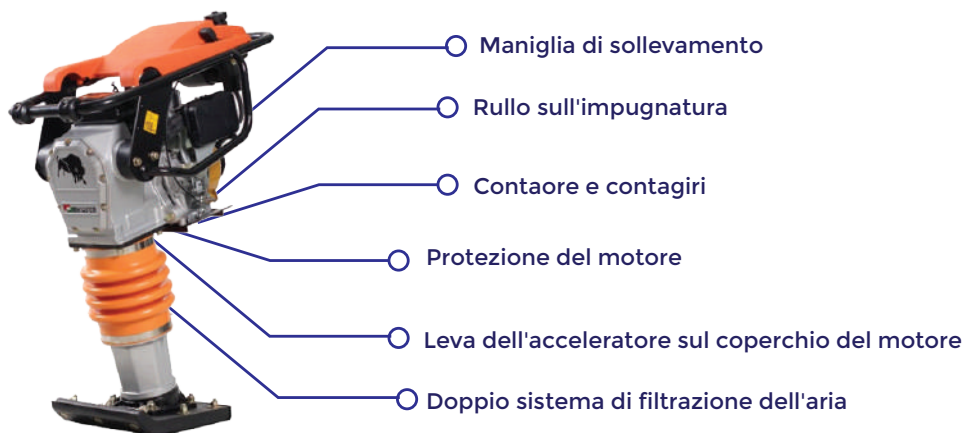 Maniglia di sollevamento
Rullo sull'impugnatura
Contaore e contagiri
Protezione del motore
Leva dell'acceleratore sul coperchio del motore
Doppio sistema di filtrazione dell'aria